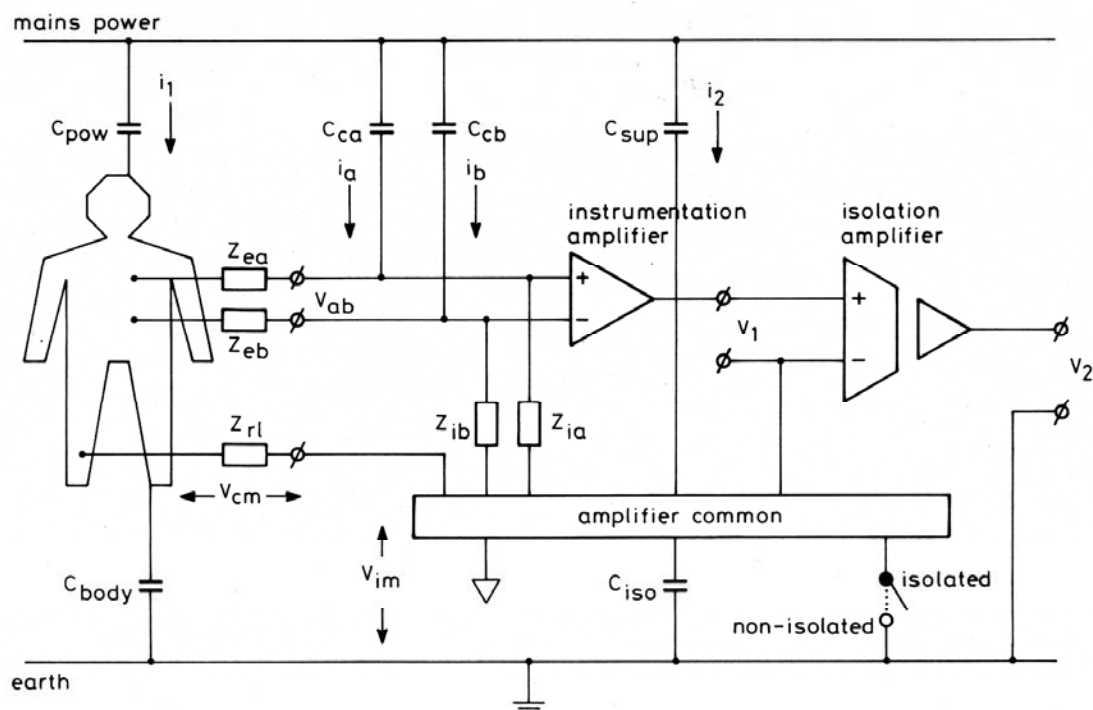 mains power
i1
i2
Cpow
Cca
Ccb
Csup
ia
ib
instrumentation
amplifier
isolation
amplifier
Zea
+
+
Vab
−
V1
−
Zeb
V2
Zrl
Zib
Zia
Vcm
amplifier common
Vim
Cbody
Ciso
isolated
non-isolated
earth